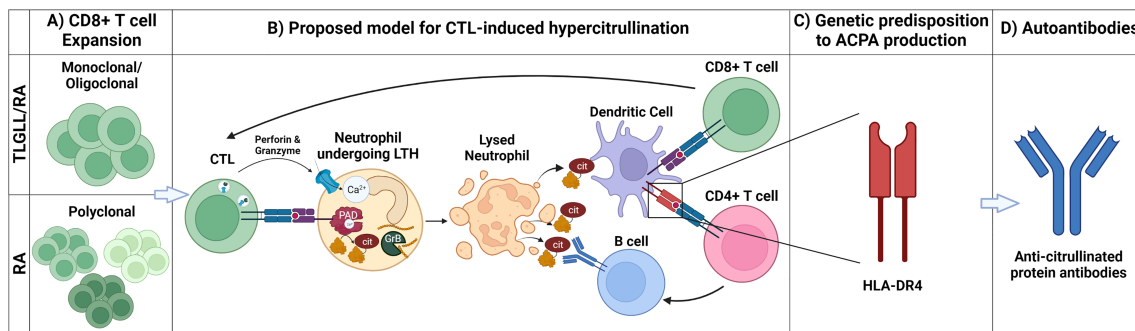 A) CD8+ T cell
Expansion
B) Proposed model for CTL-induced hypercitrullination
C) Genetic predisposition
to ACPA production
D) Autoantibodies
TLGLL/RA
Monoclonal/
Oligoclonal
RA
Polyclonal
CTL
Perforin &
Granzyme
Neutrophil
undergoing LTH
Ca²⁺
PAD
cit
GrB
Lysed
Neutrophil
cit
cit
cit
Dendritic Cell
CD8+ T cell
CD4+ T cell
B cell
HLA-DR4
Anti-citrullinated
protein antibodies